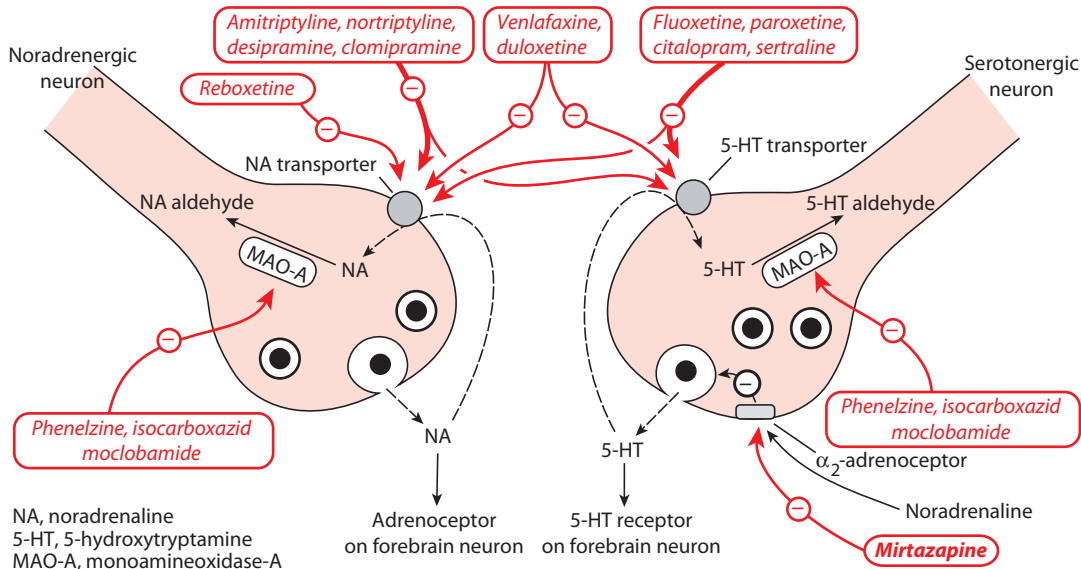 Amitriptyline, nortriptyline,
desipramine, clomipramine
Venlafaxine,
duloxetine
Fluoxetine, paroxetine,
citalopram, sertraline
Noradrenergic
neuron
Serotonergic
neuron
Reboxetine
−
−
−
−
−
NA transporter
5-HT transporter
NA aldehyde
5-HT aldehyde
MAO-A
NA
5-HT
MAO-A
−
−
−
Phenelzine, isocarboxazid
moclobamide
Phenelzine, isocarboxazid
moclobamide
NA
5-HT
α2-adrenoceptor
Noradrenaline
−
Mirtazapine
Adrenoceptor
on forebrain neuron
5-HT receptor
on forebrain neuron
NA, noradrenaline
5-HT, 5-hydroxytryptamine
MAO-A, monoamineoxidase-A